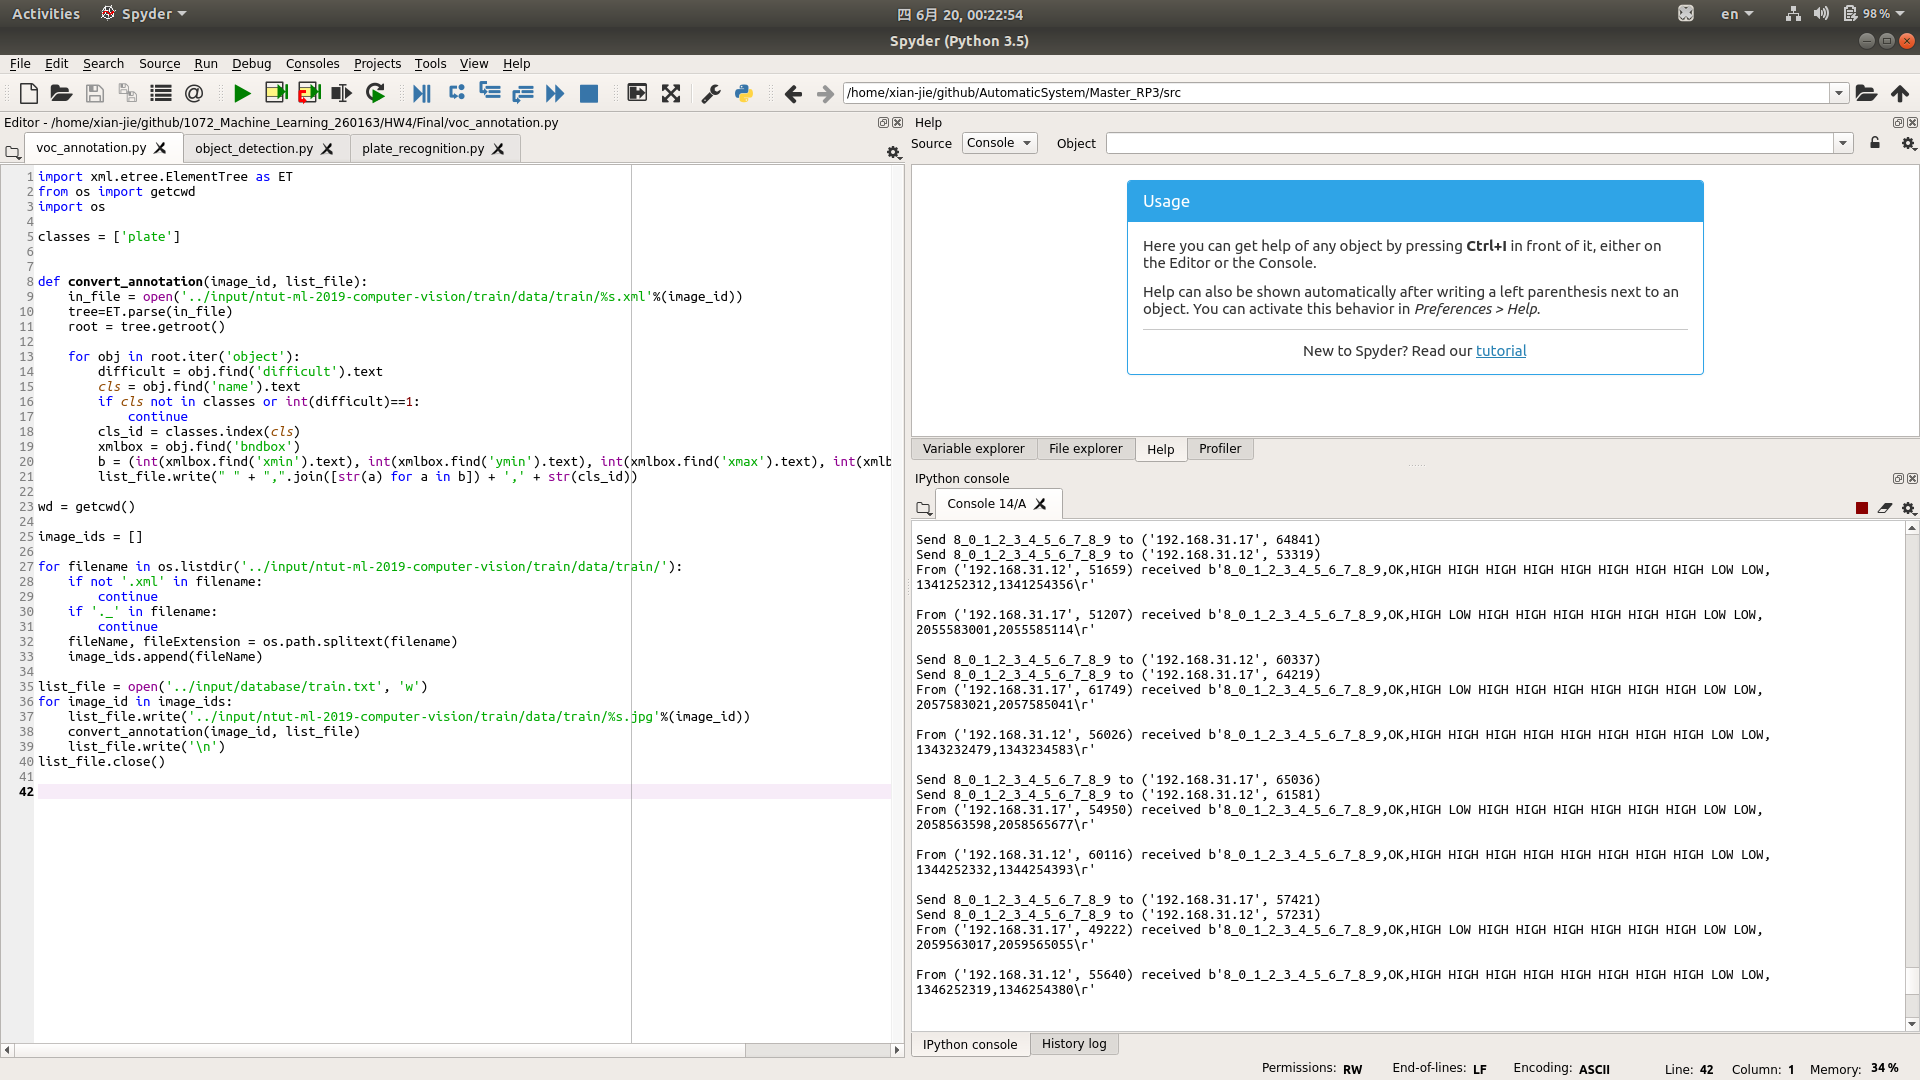 Activities Spyder 四 6月 20, 00:22:54 en 98 %
Spyder (Python 3.5)
File Edit Search Source Run Debug Consoles Projects Tools View Help
/home/xian-jie/github/AutomaticSystem/Master_RP3/src
Editor - /home/xian-jie/github/1072_Machine_Learning_260163/HW4/Final/voc_annotation.py
voc_annotation.py object_detection.py plate_recognition.py
1 import xml.etree.ElementTree as ET
2 from os import getcwd
3 import os
4
5 classes = ['plate']
6
7
8 def convert_annotation(image_id, list_file):
9     in_file = open('../input/ntut-ml-2019-computer-vision/train/data/train/%s.xml'%(image_id))
10     tree=ET.parse(in_file)
11     root = tree.getroot()
12
13     for obj in root.iter('object'):
14         difficult = obj.find('difficult').text
15         cls = obj.find('name').text
16         if cls not in classes or int(difficult)==1:
17             continue
18         cls_id = classes.index(cls)
19         xmlbox = obj.find('bndbox')
20         b = (int(xmlbox.find('xmin').text), int(xmlbox.find('ymin').text), int(xmlbox.find('xmax').text), int(xmlb
21         list_file.write(" " + ",".join([str(a) for a in b]) + ',' + str(cls_id))
22
23 wd = getcwd()
24
25 image_ids = []
26
27 for filename in os.listdir('../input/ntut-ml-2019-computer-vision/train/data/train/'):
28     if not '.xml' in filename:
29         continue
30     if '._' in filename:
31         continue
32     fileName, fileExtension = os.path.splitext(filename)
33     image_ids.append(fileName)
34
35 list_file = open('../input/database/train.txt', 'w')
36 for image_id in image_ids:
37     list_file.write('../input/ntut-ml-2019-computer-vision/train/data/train/%s.jpg'%(image_id))
38     convert_annotation(image_id, list_file)
39     list_file.write('\n')
40 list_file.close()
41
42
Help
Source Console Object
Usage
Here you can get help of any object by pressing Ctrl+I in front of it, either on
the Editor or the Console.
Help can also be shown automatically after writing a left parenthesis next to an
object. You can activate this behavior in Preferences > Help.
New to Spyder? Read our tutorial
Variable explorer File explorer Help Profiler
IPython console
Console 14/A
Send 8_0_1_2_3_4_5_6_7_8_9 to ('192.168.31.17', 64841)
Send 8_0_1_2_3_4_5_6_7_8_9 to ('192.168.31.12', 53319)
From ('192.168.31.12', 51659) received b'8_0_1_2_3_4_5_6_7_8_9,OK,HIGH HIGH HIGH HIGH HIGH HIGH HIGH HIGH LOW LOW,
1341252312,1341254356\r'
From ('192.168.31.17', 51207) received b'8_0_1_2_3_4_5_6_7_8_9,OK,HIGH LOW HIGH HIGH HIGH HIGH HIGH HIGH LOW LOW,
2055583001,2055585114\r'
Send 8_0_1_2_3_4_5_6_7_8_9 to ('192.168.31.12', 60337)
Send 8_0_1_2_3_4_5_6_7_8_9 to ('192.168.31.17', 64219)
From ('192.168.31.17', 61749) received b'8_0_1_2_3_4_5_6_7_8_9,OK,HIGH LOW HIGH HIGH HIGH HIGH HIGH HIGH LOW LOW,
2057583021,2057585041\r'
From ('192.168.31.12', 56026) received b'8_0_1_2_3_4_5_6_7_8_9,OK,HIGH HIGH HIGH HIGH HIGH HIGH HIGH HIGH LOW LOW,
1343232479,1343234583\r'
Send 8_0_1_2_3_4_5_6_7_8_9 to ('192.168.31.17', 65036)
Send 8_0_1_2_3_4_5_6_7_8_9 to ('192.168.31.12', 61581)
From ('192.168.31.17', 54950) received b'8_0_1_2_3_4_5_6_7_8_9,OK,HIGH LOW HIGH HIGH HIGH HIGH HIGH HIGH LOW LOW,
2058563598,2058565677\r'
From ('192.168.31.12', 60116) received b'8_0_1_2_3_4_5_6_7_8_9,OK,HIGH HIGH HIGH HIGH HIGH HIGH HIGH HIGH LOW LOW,
1344252332,1344254393\r'
Send 8_0_1_2_3_4_5_6_7_8_9 to ('192.168.31.17', 57421)
Send 8_0_1_2_3_4_5_6_7_8_9 to ('192.168.31.12', 57231)
From ('192.168.31.17', 49222) received b'8_0_1_2_3_4_5_6_7_8_9,OK,HIGH LOW HIGH HIGH HIGH HIGH HIGH HIGH LOW LOW,
2059563017,2059565055\r'
From ('192.168.31.12', 55640) received b'8_0_1_2_3_4_5_6_7_8_9,OK,HIGH HIGH HIGH HIGH HIGH HIGH HIGH HIGH LOW LOW,
1346252319,1346254380\r'
IPython console History log
Permissions: RW End-of-lines: LF Encoding: ASCII Line: 42 Column: 1 Memory: 34 %